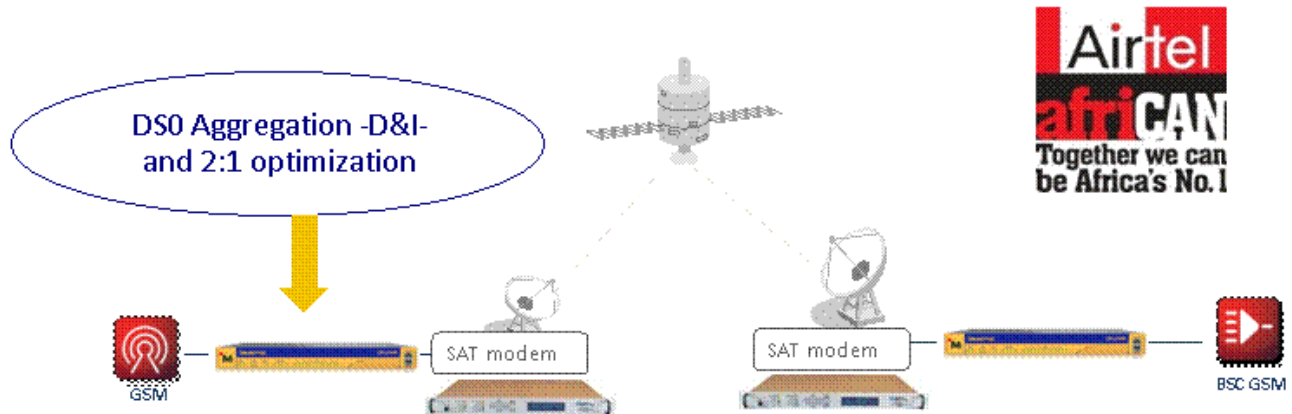 Airtel
afriCAN
Together we can
be Africa's No.1
DS0 Aggregation -D&I-
and 2:1 optimization
SAT modem
SAT modem
GSM
BSC GSM